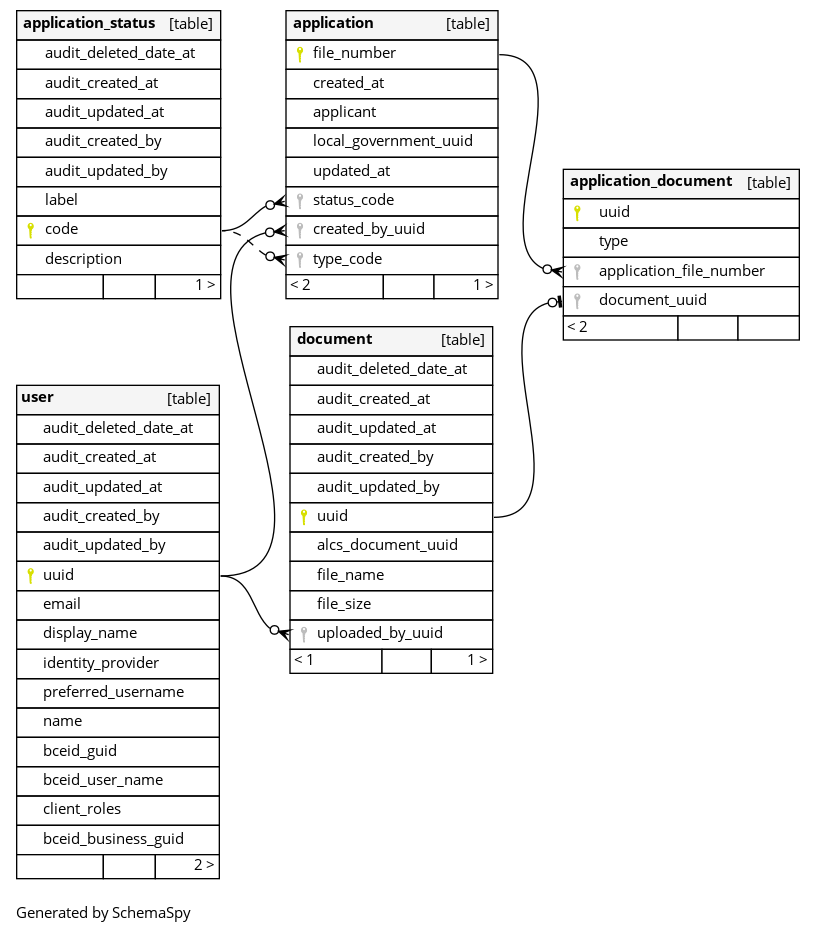 application_status [table]
audit_deleted_date_at
audit_created_at
audit_updated_at
audit_created_by
audit_updated_by
label
code
description
1 >
application [table]
file_number
created_at
applicant
local_government_uuid
updated_at
status_code
created_by_uuid
type_code
< 2 1 >
application_document [table]
uuid
type
application_file_number
document_uuid
< 2
document [table]
audit_deleted_date_at
audit_created_at
audit_updated_at
audit_created_by
audit_updated_by
uuid
alcs_document_uuid
file_name
file_size
uploaded_by_uuid
< 1 1 >
user [table]
audit_deleted_date_at
audit_created_at
audit_updated_at
audit_created_by
audit_updated_by
uuid
email
display_name
identity_provider
preferred_username
name
bceid_guid
bceid_user_name
client_roles
bceid_business_guid
2 >
Generated by SchemaSpy